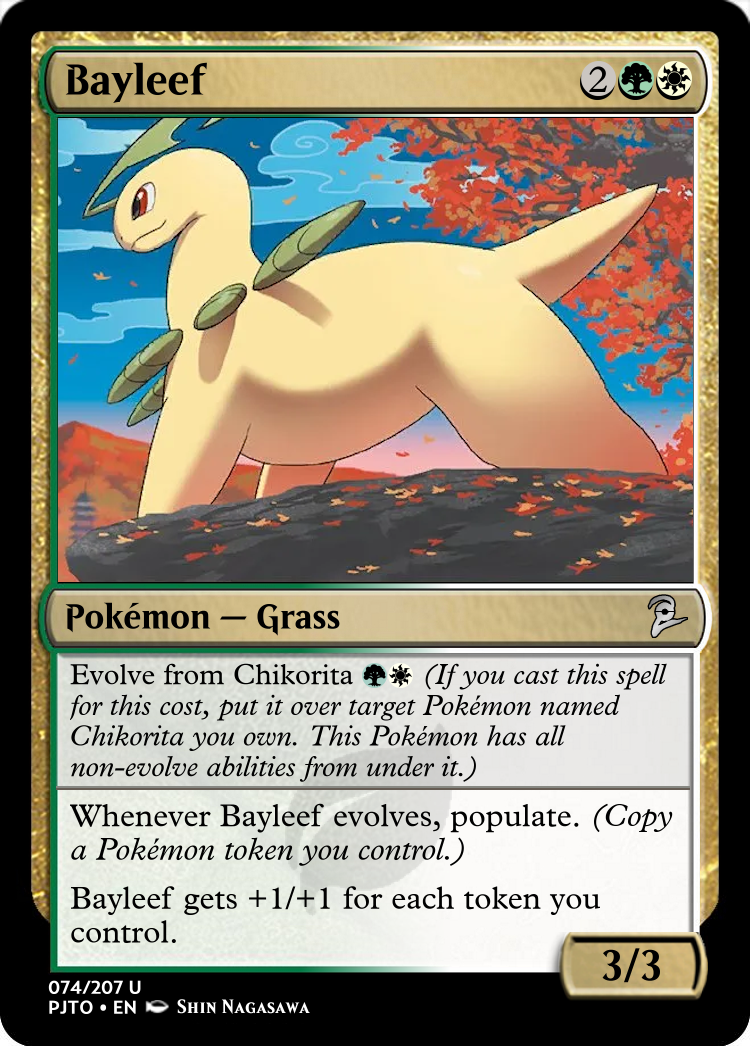 Bayleef 2
Pokémon — Grass
Evolve from Chikorita (If you cast this spell
for this cost, put it over target Pokémon named
Chikorita you own. This Pokémon has all
non-evolve abilities from under it.)
Whenever Bayleef evolves, populate. (Copy
a Pokémon token you control.)
Bayleef gets +1/+1 for each token you
control.
3/3
074/207 U
PJTO • EN Shin Nagasawa